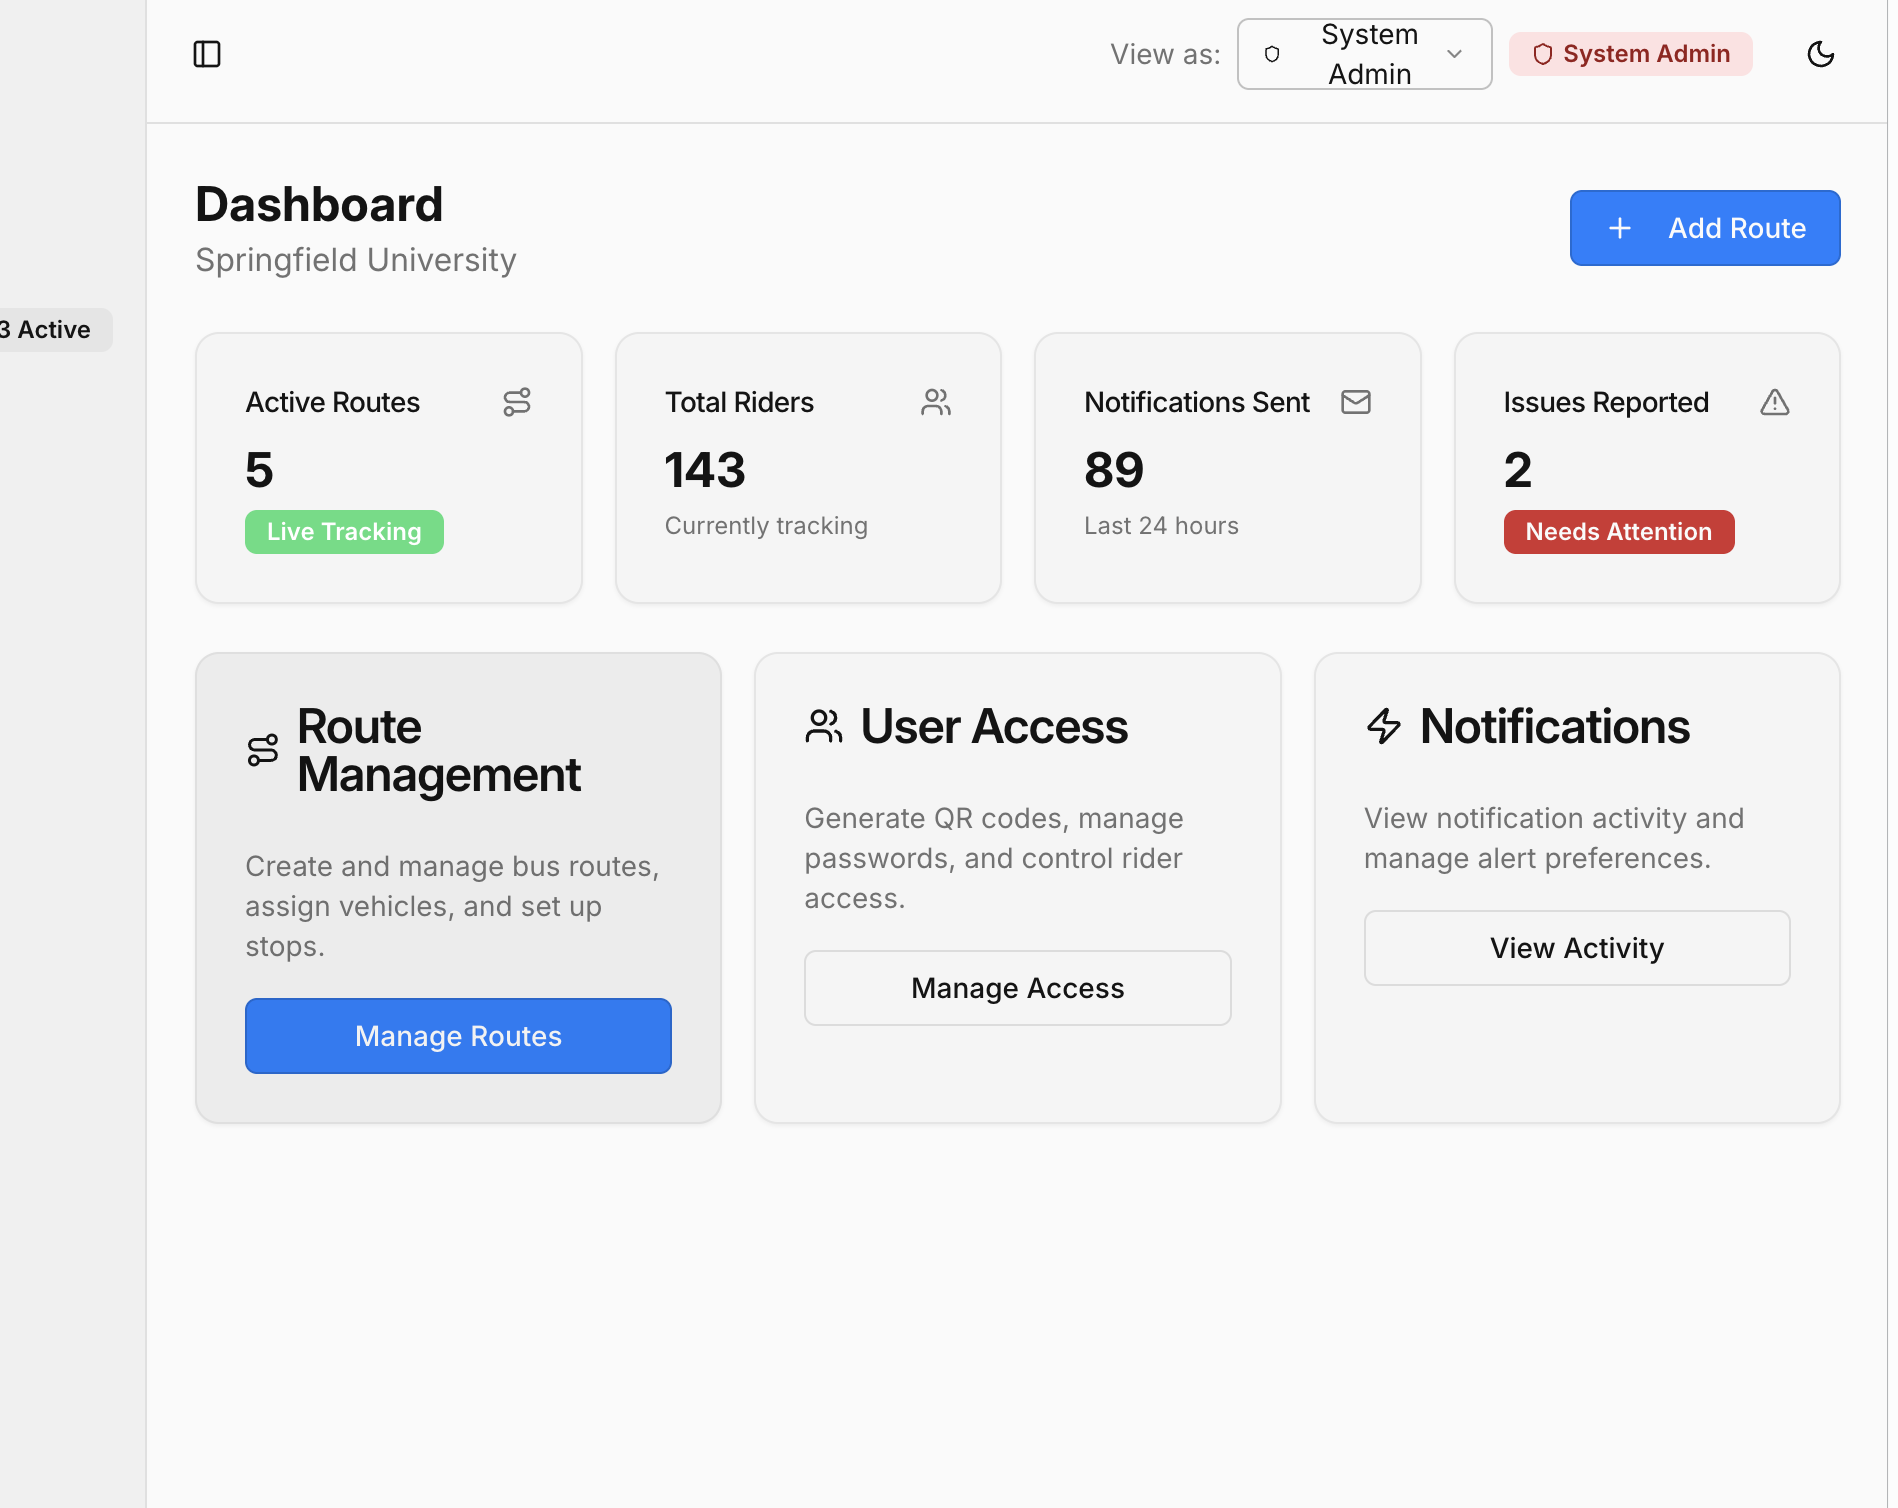 View as:
System
Admin
System Admin
Dashboard
Springfield University
Add Route
3 Active
Active Routes
5
Live Tracking
Total Riders
143
Currently tracking
Notifications Sent
89
Last 24 hours
Issues Reported
2
Needs Attention
Route
Management
Create and manage bus routes,
assign vehicles, and set up
stops.
Manage Routes
User Access
Generate QR codes, manage
passwords, and control rider
access.
Manage Access
Notifications
View notification activity and
manage alert preferences.
View Activity